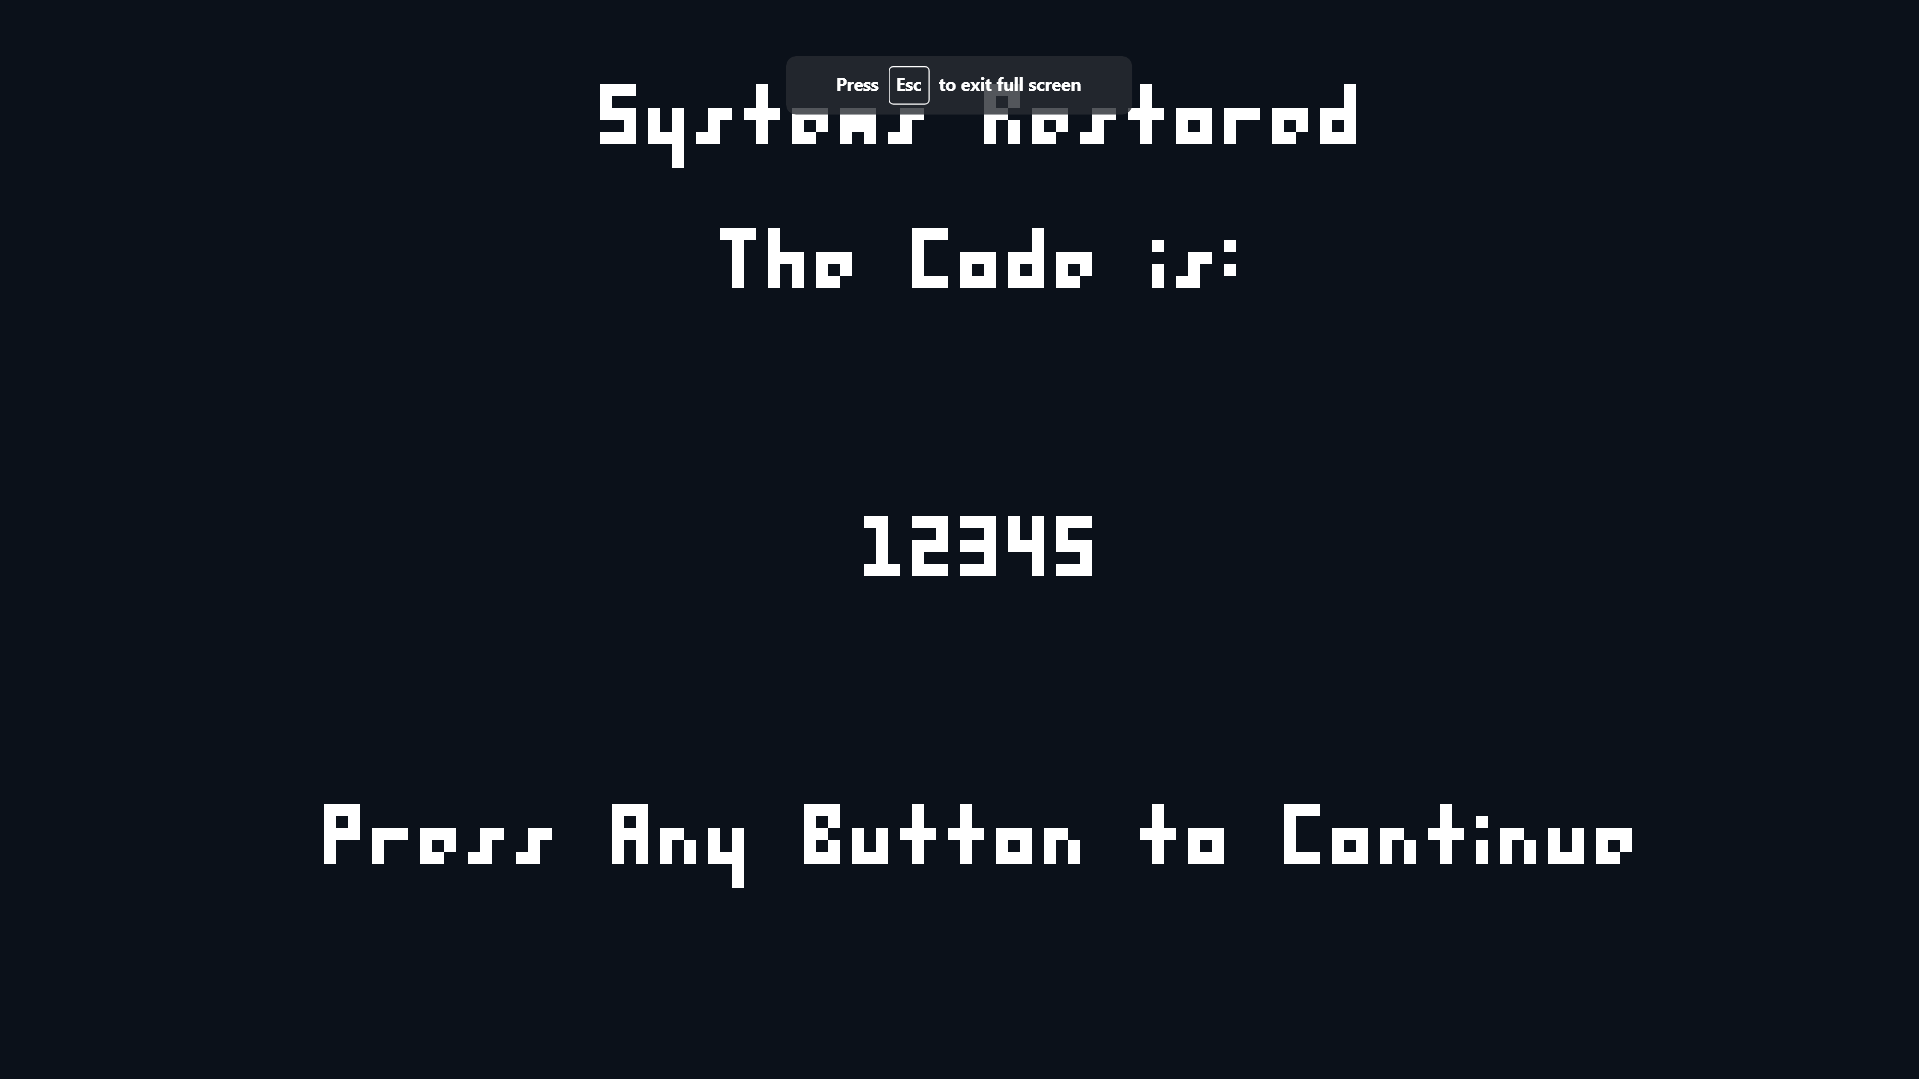 Press Esc to exit full screen
Systems Restored
The Code is:
12345
Press Any Button to Continue